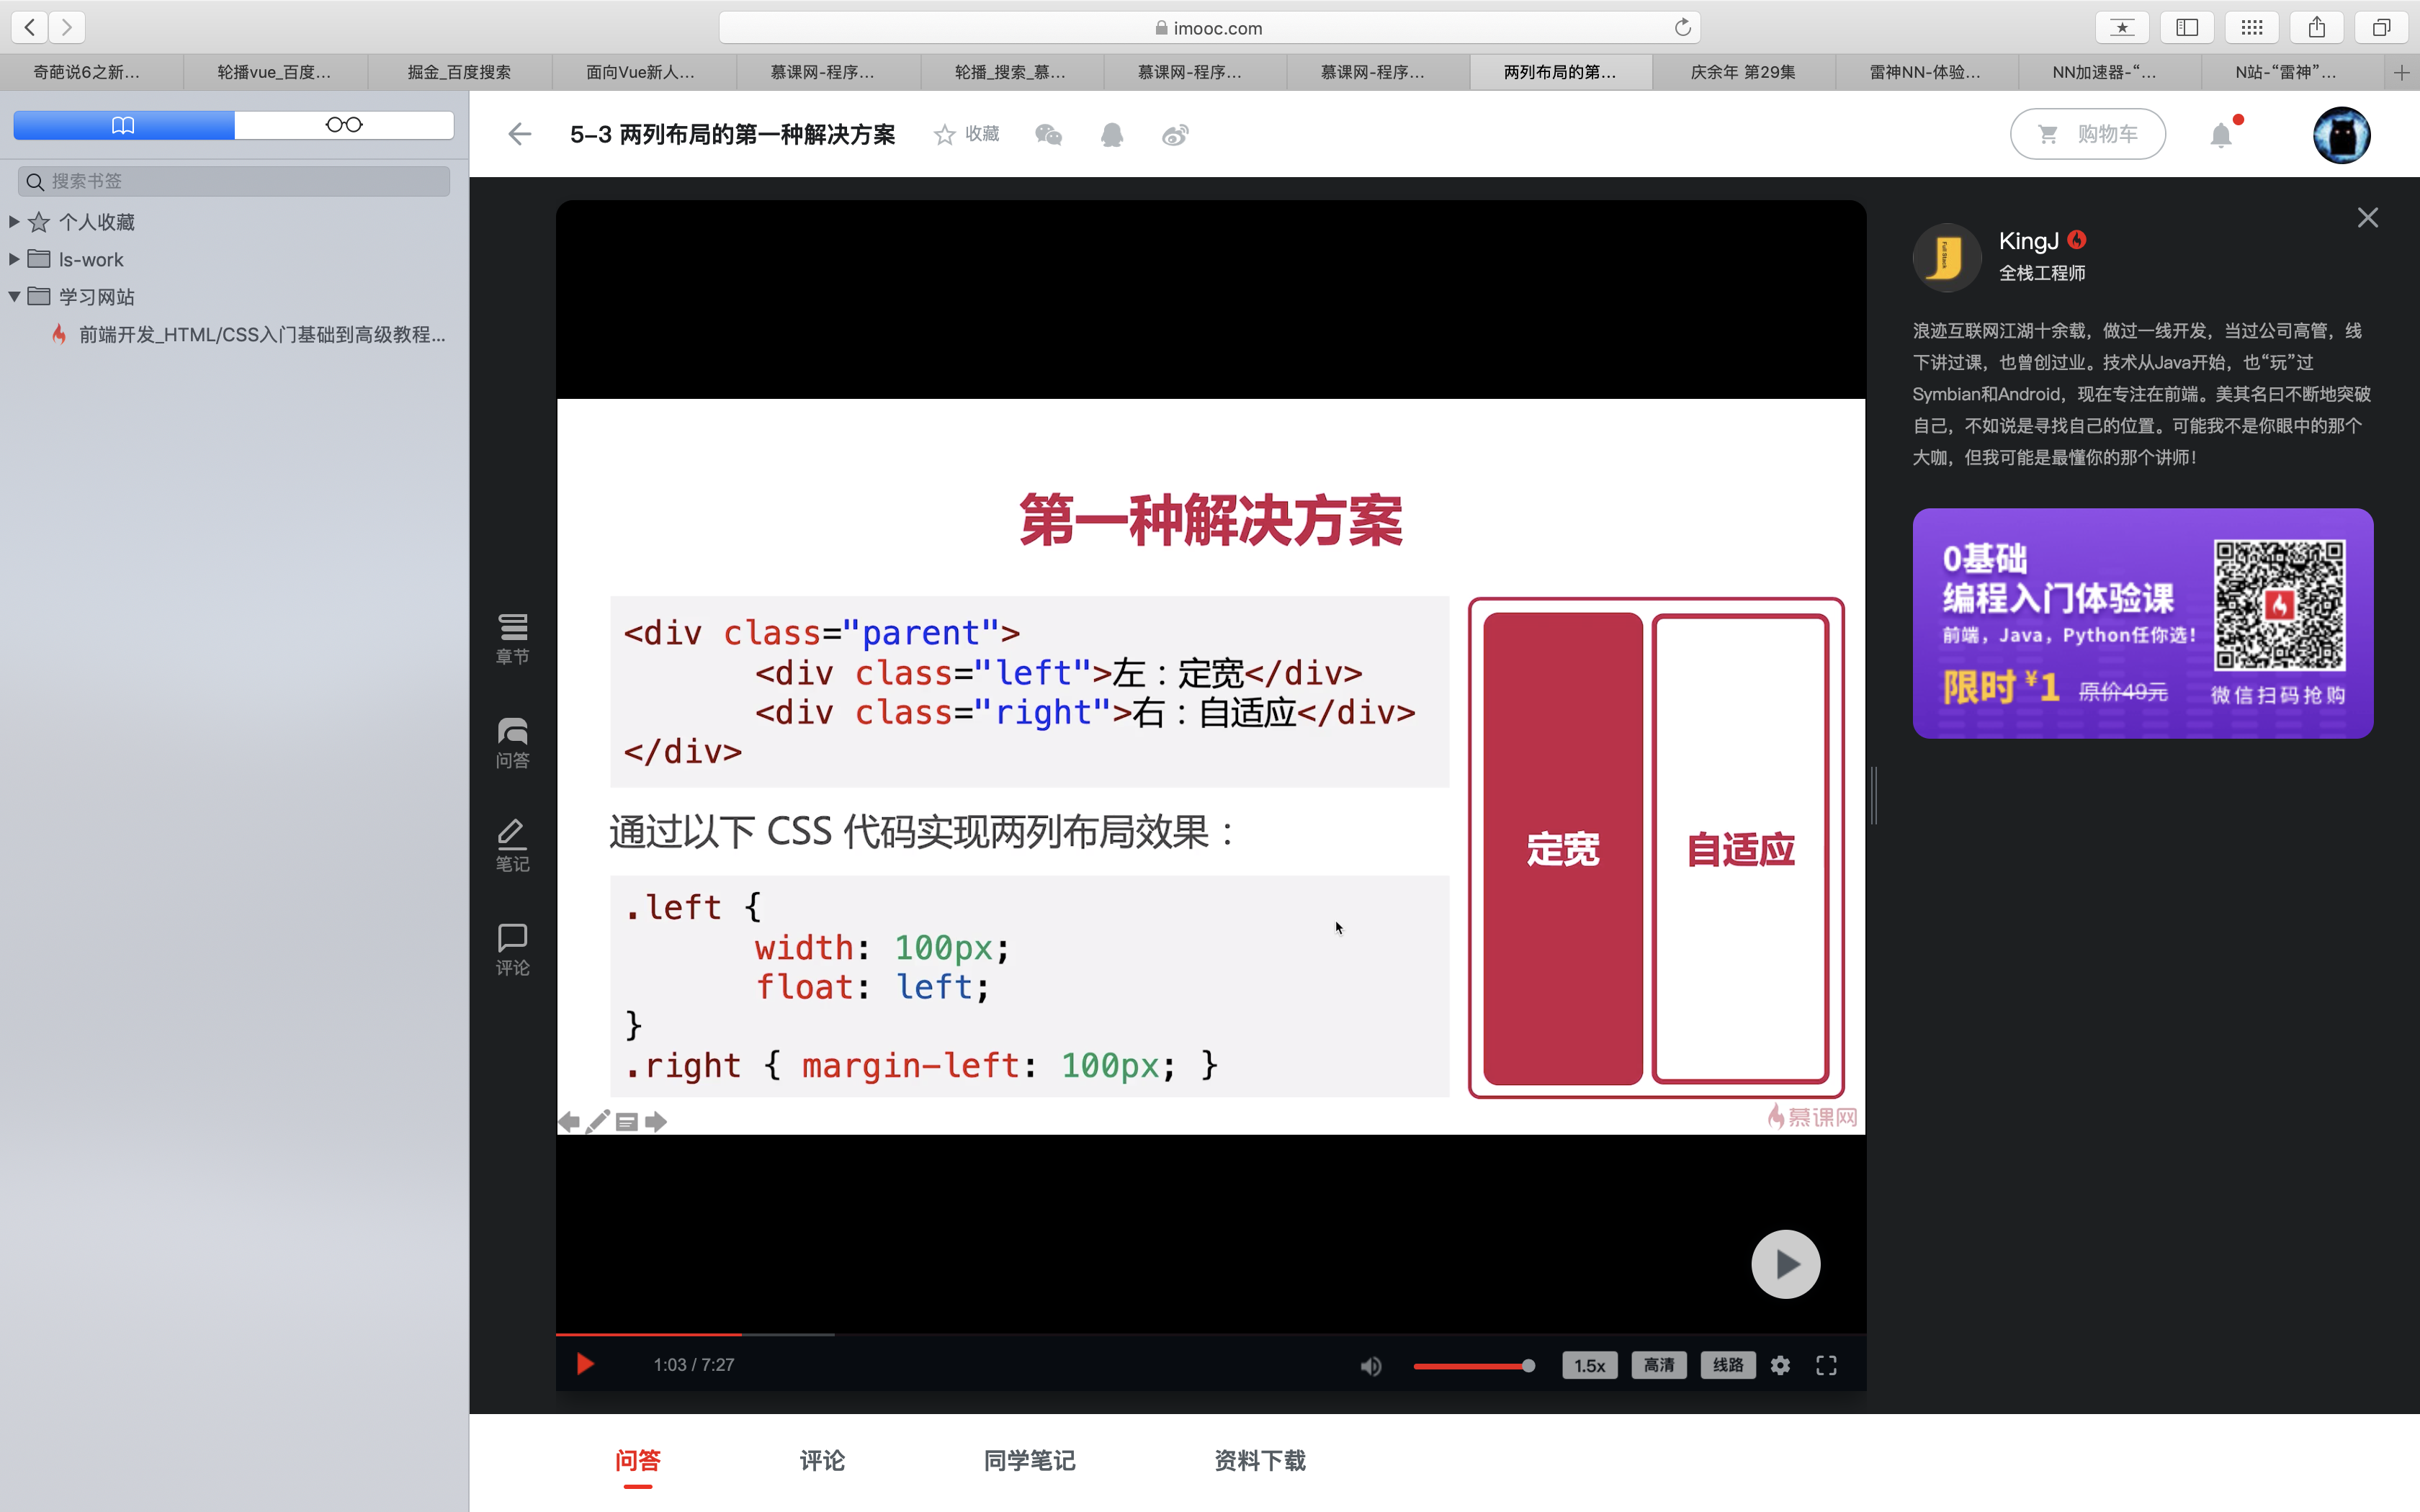 imooc.com
奇葩说6之新...
轮播vue_百度...
掘金_百度搜索
面向Vue新人...
慕课网-程序...
轮播_搜索_慕...
慕课网-程序...
慕课网-程序...
两列布局的第...
庆余年 第29集
雷神NN-体验...
NN加速器-“...
N站-“雷神”...
搜索书签
个人收藏
ls-work
学习网站
前端开发_HTML/CSS入门基础到高级教程...
5-3 两列布局的第一种解决方案
收藏
购物车
章节
问答
笔记
评论
第一种解决方案
<div class="parent">
<div class="left">左：定宽</div>
<div class="right">右：自适应</div>
</div>
通过以下 CSS 代码实现两列布局效果：
.left {
width: 100px;
float: left;
}
.right { margin-left: 100px; }
定宽
自适应
慕课网
1:03 / 7:27
1.5x
高清
线路
Full Stack
KingJ
全栈工程师
浪迹互联网江湖十余载，做过一线开发，当过公司高管，线
下讲过课，也曾创过业。技术从Java开始，也“玩”过
Symbian和Android，现在专注在前端。美其名曰不断地突破
自己，不如说是寻找自己的位置。可能我不是你眼中的那个
大咖，但我可能是最懂你的那个讲师！
0基础
编程入门体验课
前端，Java，Python任你选！
限时¥1 原价49元
微信扫码抢购
问答
评论
同学笔记
资料下载